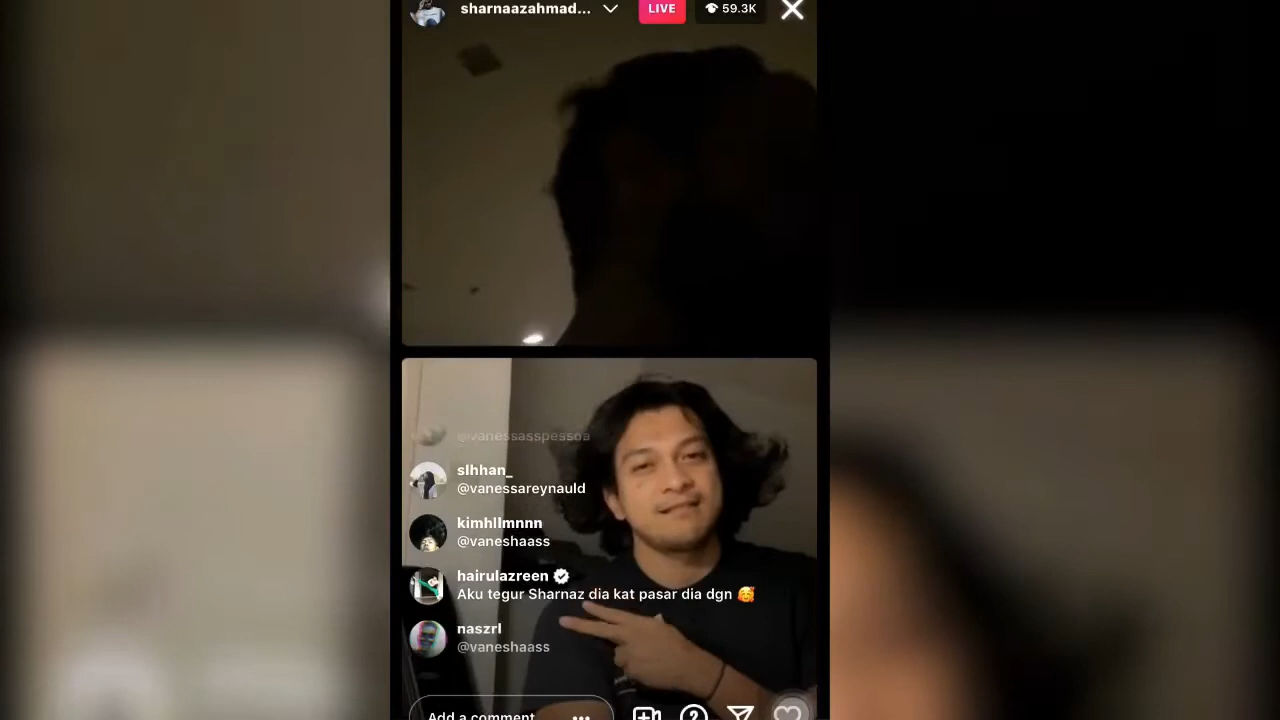 sharnaazahmad...
LIVE
59.3K
@vanessasspessoa
slhhan_
@vanessareynauld
kimhllmnnn
@vaneshaass
hairulazreen
Aku tegur Sharnaz dia kat pasar dia dgn 🥰
naszrl
@vaneshaass
Add a comment